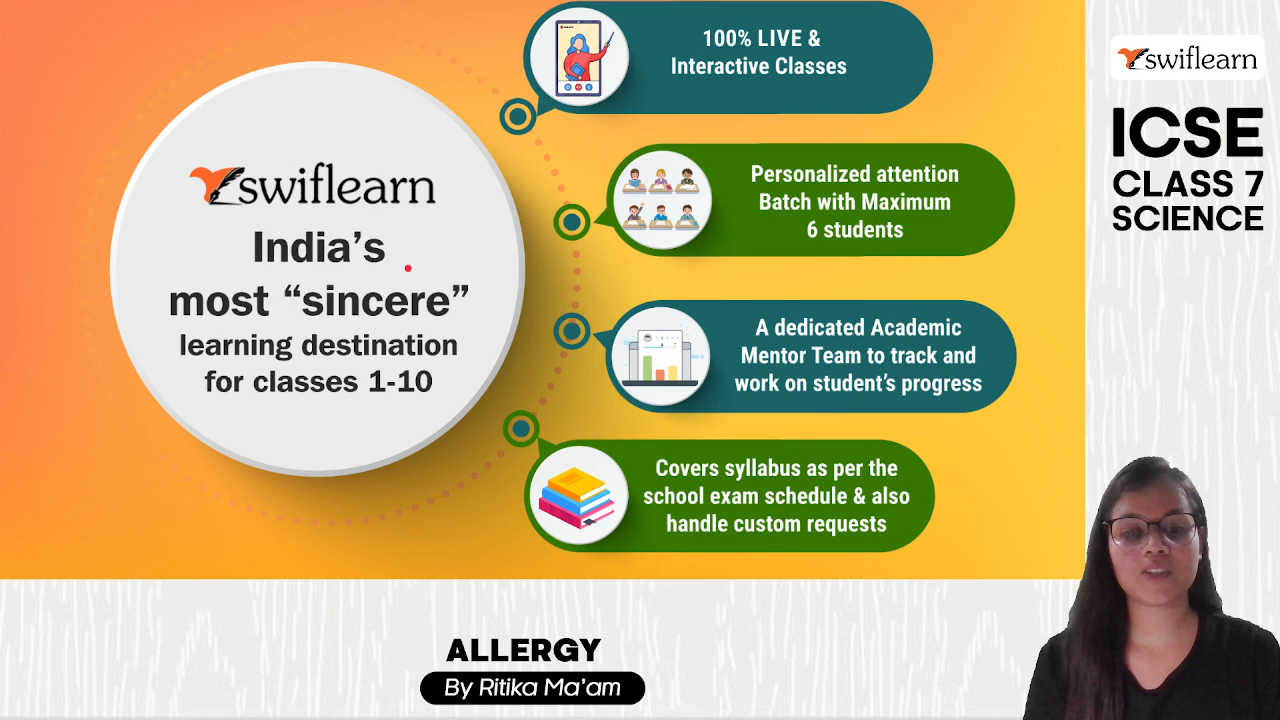 swiflearn
India's
most “sincere”
learning destination
for classes 1-10
100% LIVE &
Interactive Classes
Personalized attention
Batch with Maximum
6 students
A dedicated Academic
Mentor Team to track and
work on student's progress
Covers syllabus as per the
school exam schedule & also
handle custom requests
swiflearn
ICSE
CLASS 7
SCIENCE
ALLERGY
By Ritika Ma'am